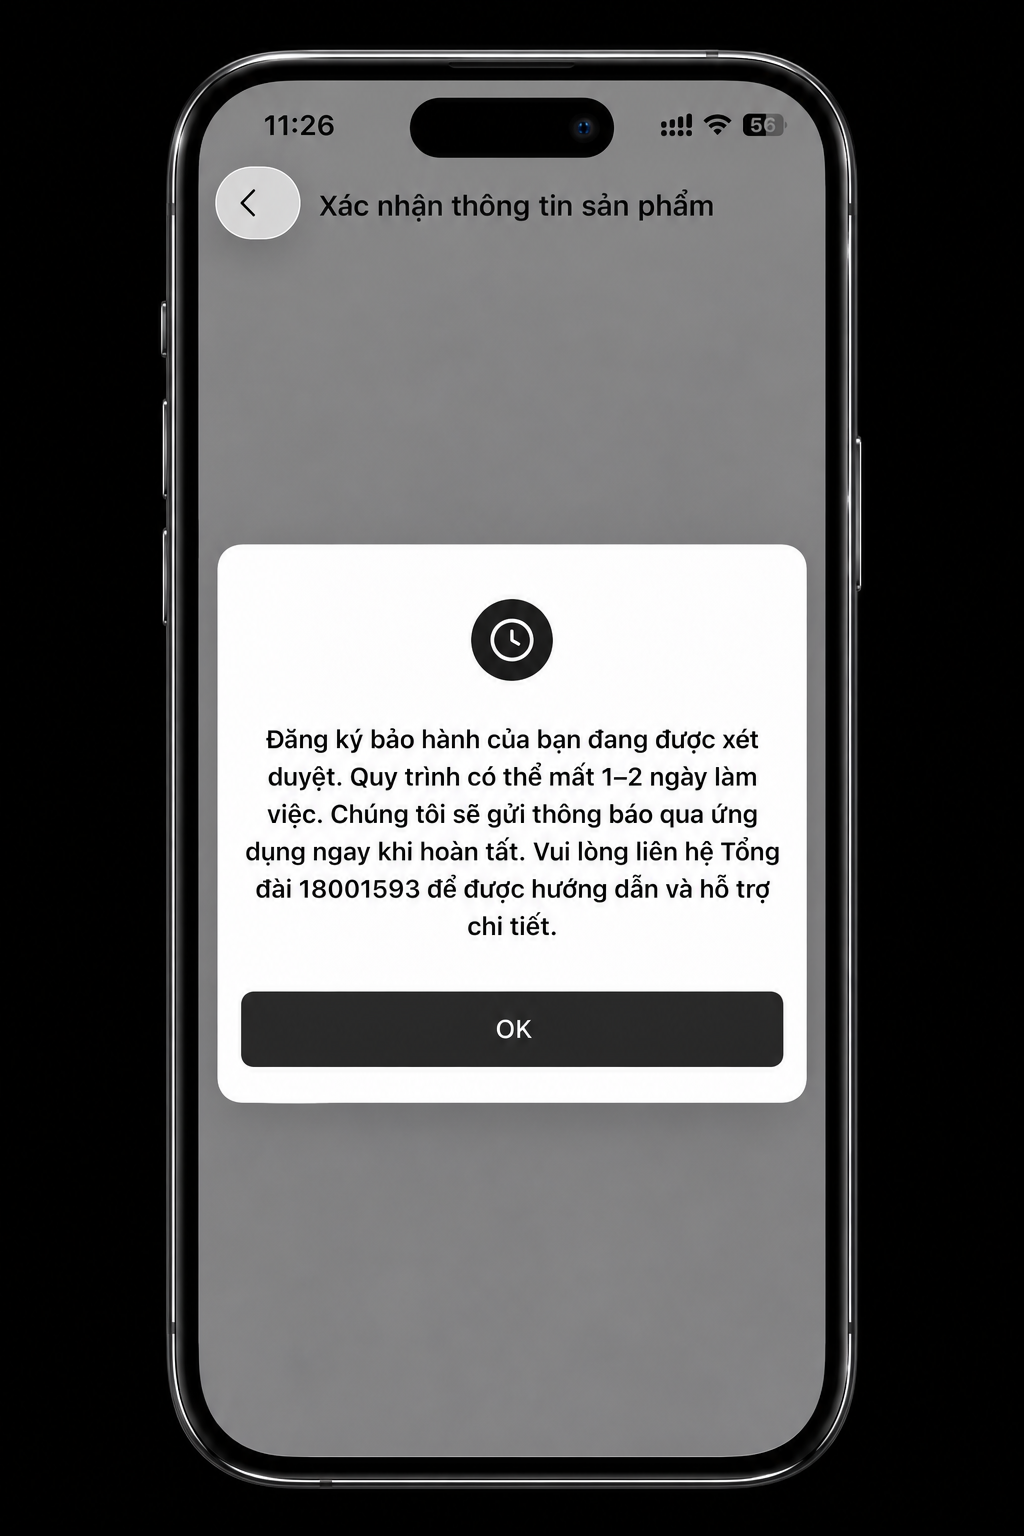 11:26
56
Xác nhận thông tin sản phẩm
Đăng ký bảo hành của bạn đang được xét
duyệt. Quy trình có thể mất 1–2 ngày làm
việc. Chúng tôi sẽ gửi thông báo qua ứng
dụng ngay khi hoàn tất. Vui lòng liên hệ Tổng
đài 18001593 để được hướng dẫn và hỗ trợ
chi tiết.
OK